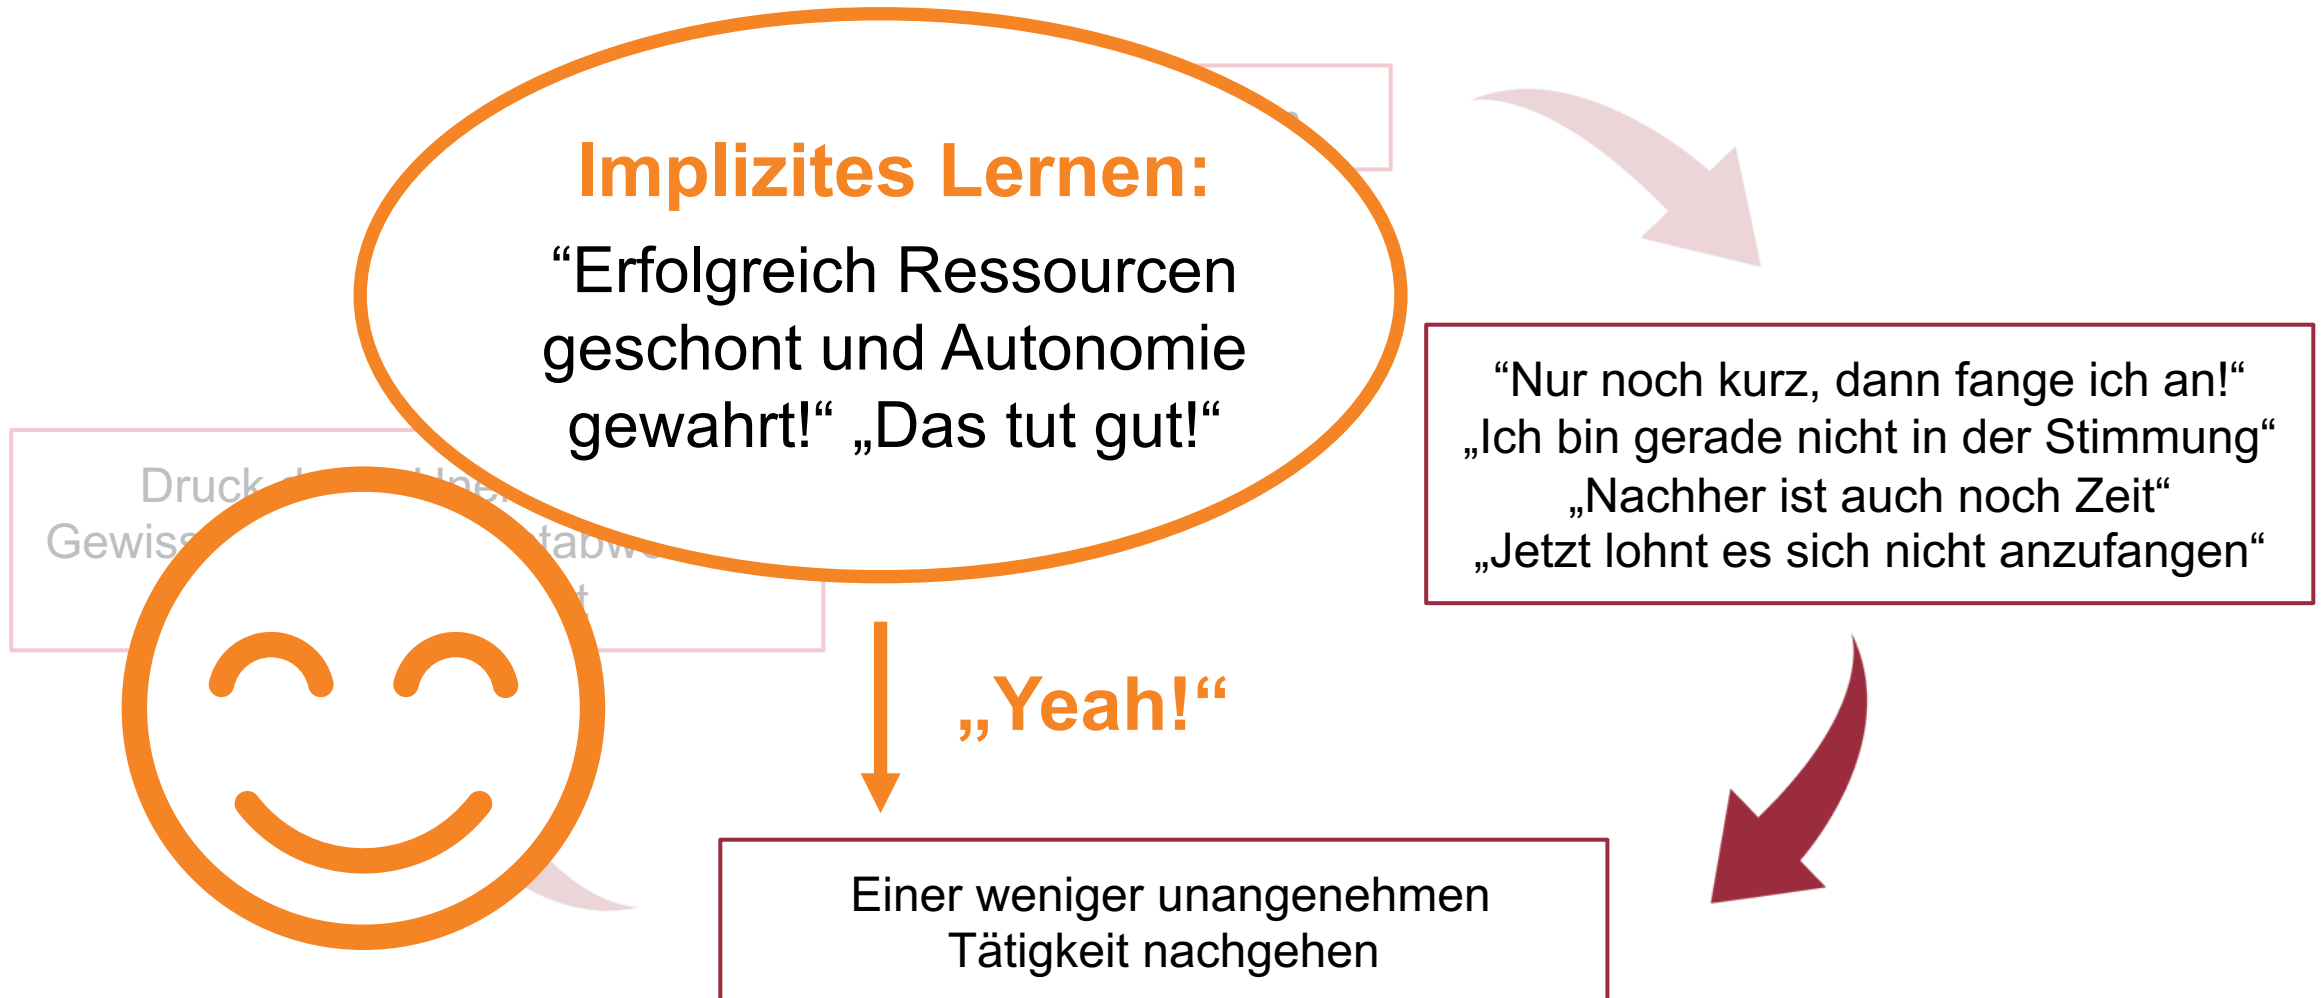 Implizites Lernen:
“Erfolgreich Ressourcen
geschont und Autonomie
gewahrt!“ „Das tut gut!“
“Nur noch kurz, dann fange ich an!“
„Ich bin gerade nicht in der Stimmung“
„Nachher ist auch noch Zeit“
„Jetzt lohnt es sich nicht anzufangen“
Druck
„Yeah!“
Einer weniger unangenehmen
Tätigkeit nachgehen